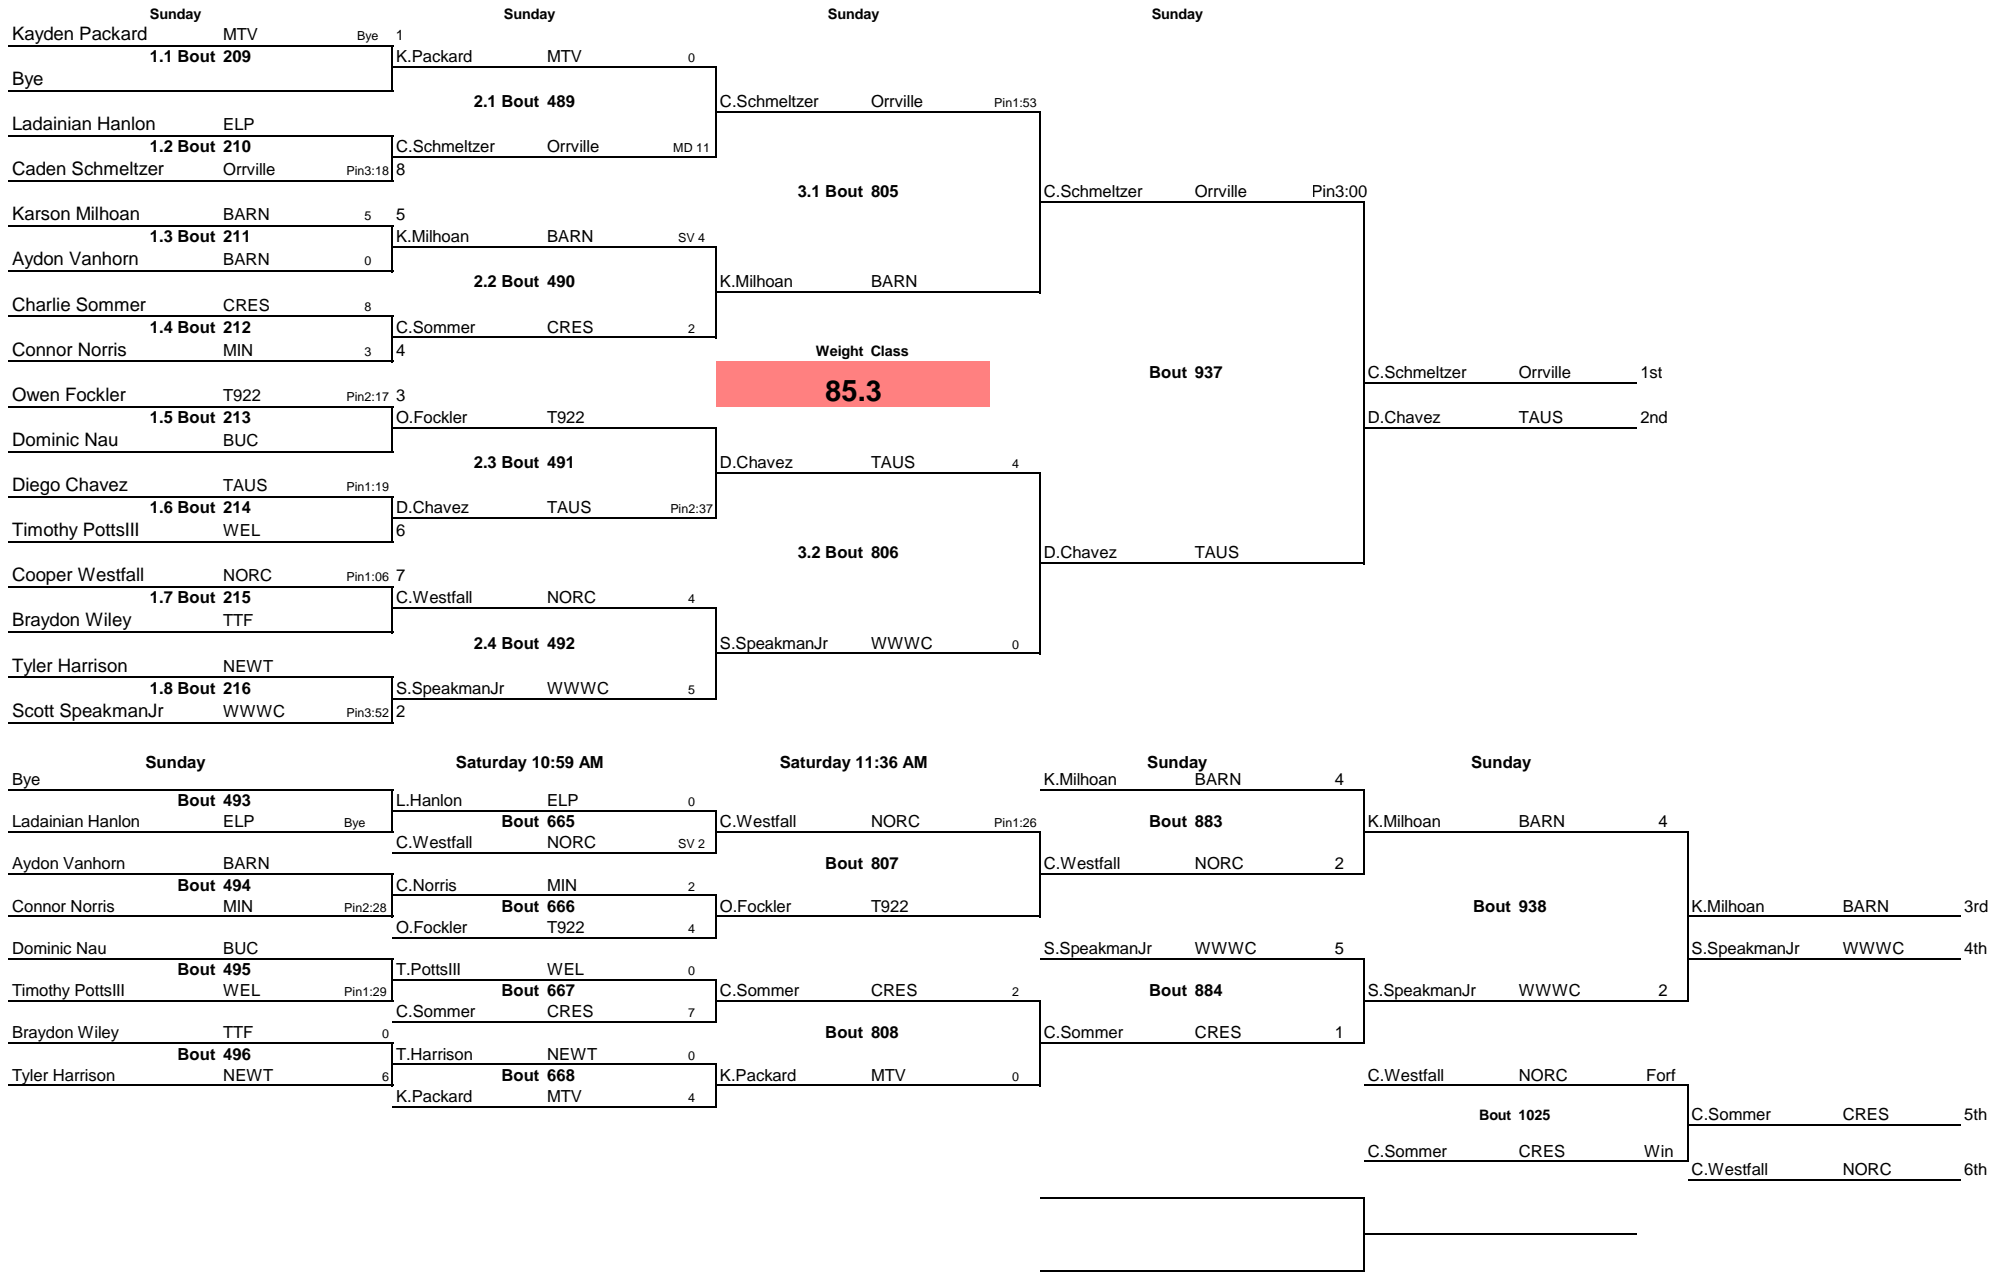 Sunday Sunday Sunday Sunday
Kayden Packard MTV Bye 1
1.1 Bout 209 K.Packard MTV 0
Bye
2.1 Bout 489 C.Schmeltzer Orrville Pin1:53
Ladainian Hanlon ELP
1.2 Bout 210 C.Schmeltzer Orrville MD 11
Caden Schmeltzer Orrville Pin3:18 8
3.1 Bout 805 C.Schmeltzer Orrville Pin3:00
Karson Milhoan BARN 5 5
1.3 Bout 211 K.Milhoan BARN SV 4
Aydon Vanhorn BARN 0
2.2 Bout 490 K.Milhoan BARN
Charlie Sommer CRES 8
1.4 Bout 212 C.Sommer CRES 2
Connor Norris MIN 3 4
Weight Class
Bout 937 C.Schmeltzer Orrville 1st
85.3
Owen Fockler T922 Pin2:17 3
1.5 Bout 213 O.Fockler T922 D.Chavez TAUS 2nd
Dominic Nau BUC
2.3 Bout 491 D.Chavez TAUS 4
Diego Chavez TAUS Pin1:19
1.6 Bout 214 D.Chavez TAUS Pin2:37
Timothy PottsIII WEL 6
3.2 Bout 806 D.Chavez TAUS
Cooper Westfall NORC Pin1:06 7
1.7 Bout 215 C.Westfall NORC 4
Braydon Wiley TTF
2.4 Bout 492 S.SpeakmanJr WWWC 0
Tyler Harrison NEWT
1.8 Bout 216 S.SpeakmanJr WWWC 5
Scott SpeakmanJr WWWC Pin3:52 2
Sunday Saturday 10:59 AM Saturday 11:36 AM Sunday Sunday
Bye K.Milhoan BARN 4
Bout 493 L.Hanlon ELP 0
Ladainian Hanlon ELP Bye Bout 665 C.Westfall NORC Pin1:26 Bout 883 K.Milhoan BARN 4
C.Westfall NORC SV 2
Aydon Vanhorn BARN Bout 807 C.Westfall NORC 2
Bout 494 C.Norris MIN 2
Connor Norris MIN Pin2:28 Bout 666 O.Fockler T922 Bout 938 K.Milhoan BARN 3rd
O.Fockler T922 4
Dominic Nau BUC S.SpeakmanJr WWWC 5 S.SpeakmanJr WWWC 4th
Bout 495 T.PottsIII WEL 0
Timothy PottsIII WEL Pin1:29 Bout 667 C.Sommer CRES 2 Bout 884 S.SpeakmanJr WWWC 2
C.Sommer CRES 7
Braydon Wiley TTF 0 Bout 808 C.Sommer CRES 1
Bout 496 T.Harrison NEWT 0
Tyler Harrison NEWT 6 Bout 668 K.Packard MTV 0 C.Westfall NORC Forf
K.Packard MTV 4
Bout 1025 C.Sommer CRES 5th
C.Sommer CRES Win
C.Westfall NORC 6th